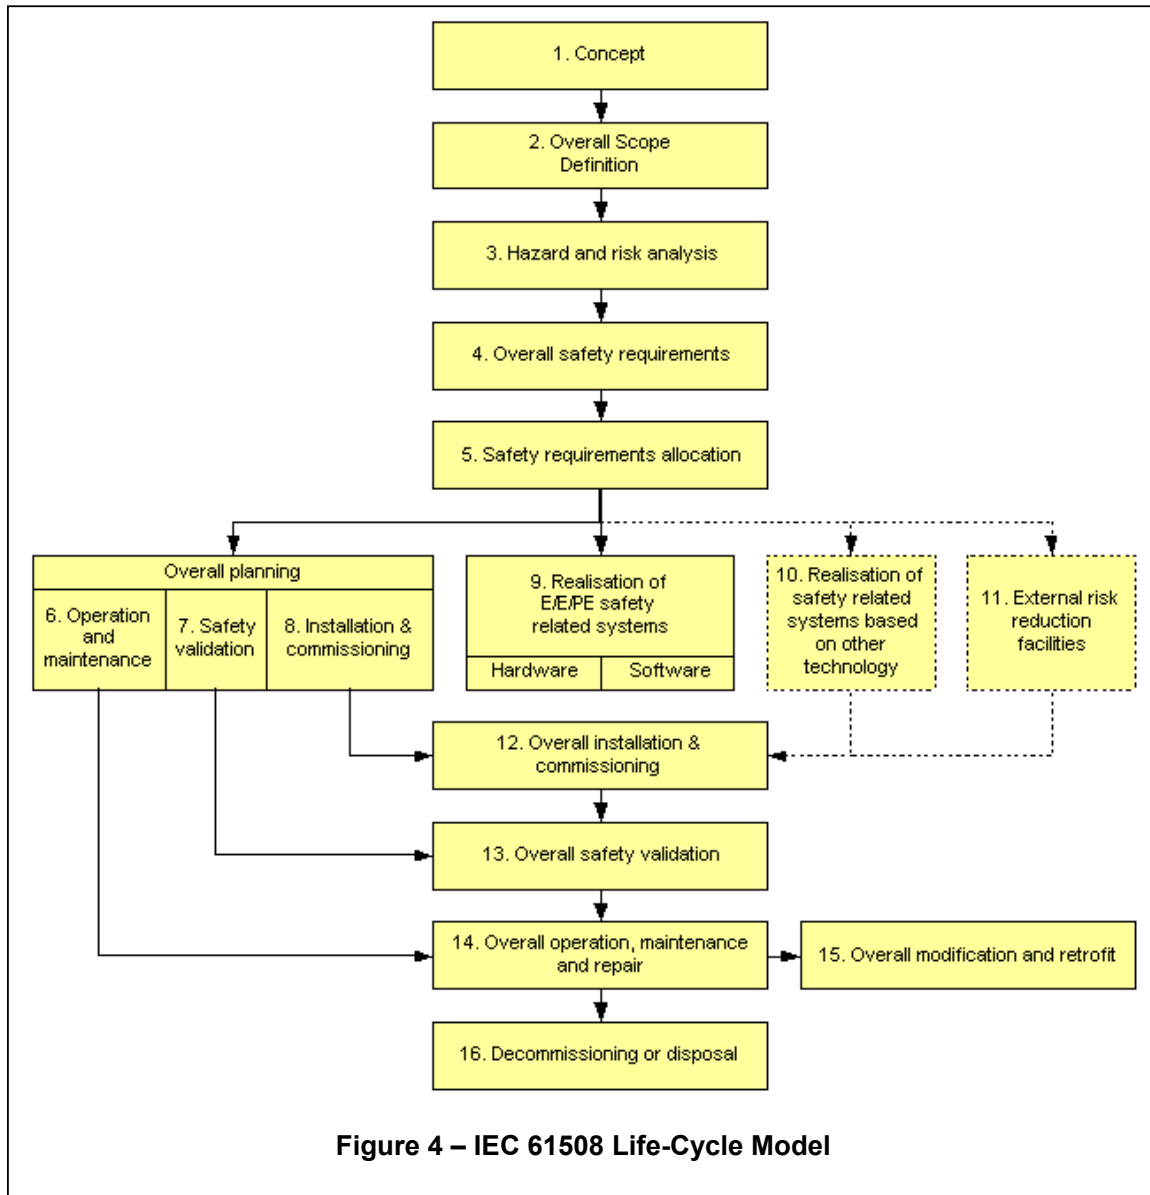 1. Concept
2. Overall Scope
Definition
3. Hazard and risk analysis
4. Overall safety requirements
5. Safety requirements allocation
Overall planning
6. Operation
and
maintenance
7. Safety
validation
8. Installation &
commissioning
9. Realisation of
E/E/PE safety
related systems
Hardware
Software
10. Realisation of
safety related
systems based
on other
technology
11. External risk
reduction
facilities
12. Overall installation &
commissioning
13. Overall safety validation
14. Overall operation, maintenance
and repair
15. Overall modification and retrofit
16. Decommissioning or disposal
Figure 4 – IEC 61508 Life-Cycle Model